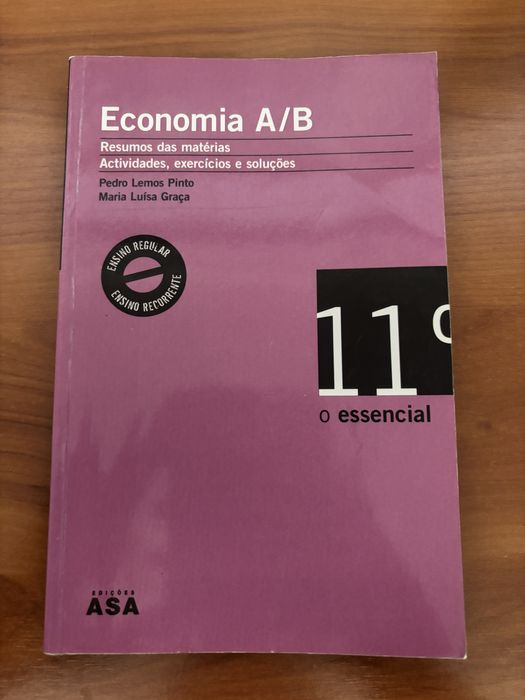 Economia A/B
Resumos das matérias
Actividades, exercícios e soluções
Pedro Lemos Pinto
Maria Luísa Graça
ENSINO REGULAR
ENSINO RECORRENTE
11º
o essencial
EDIÇÕES
ASA